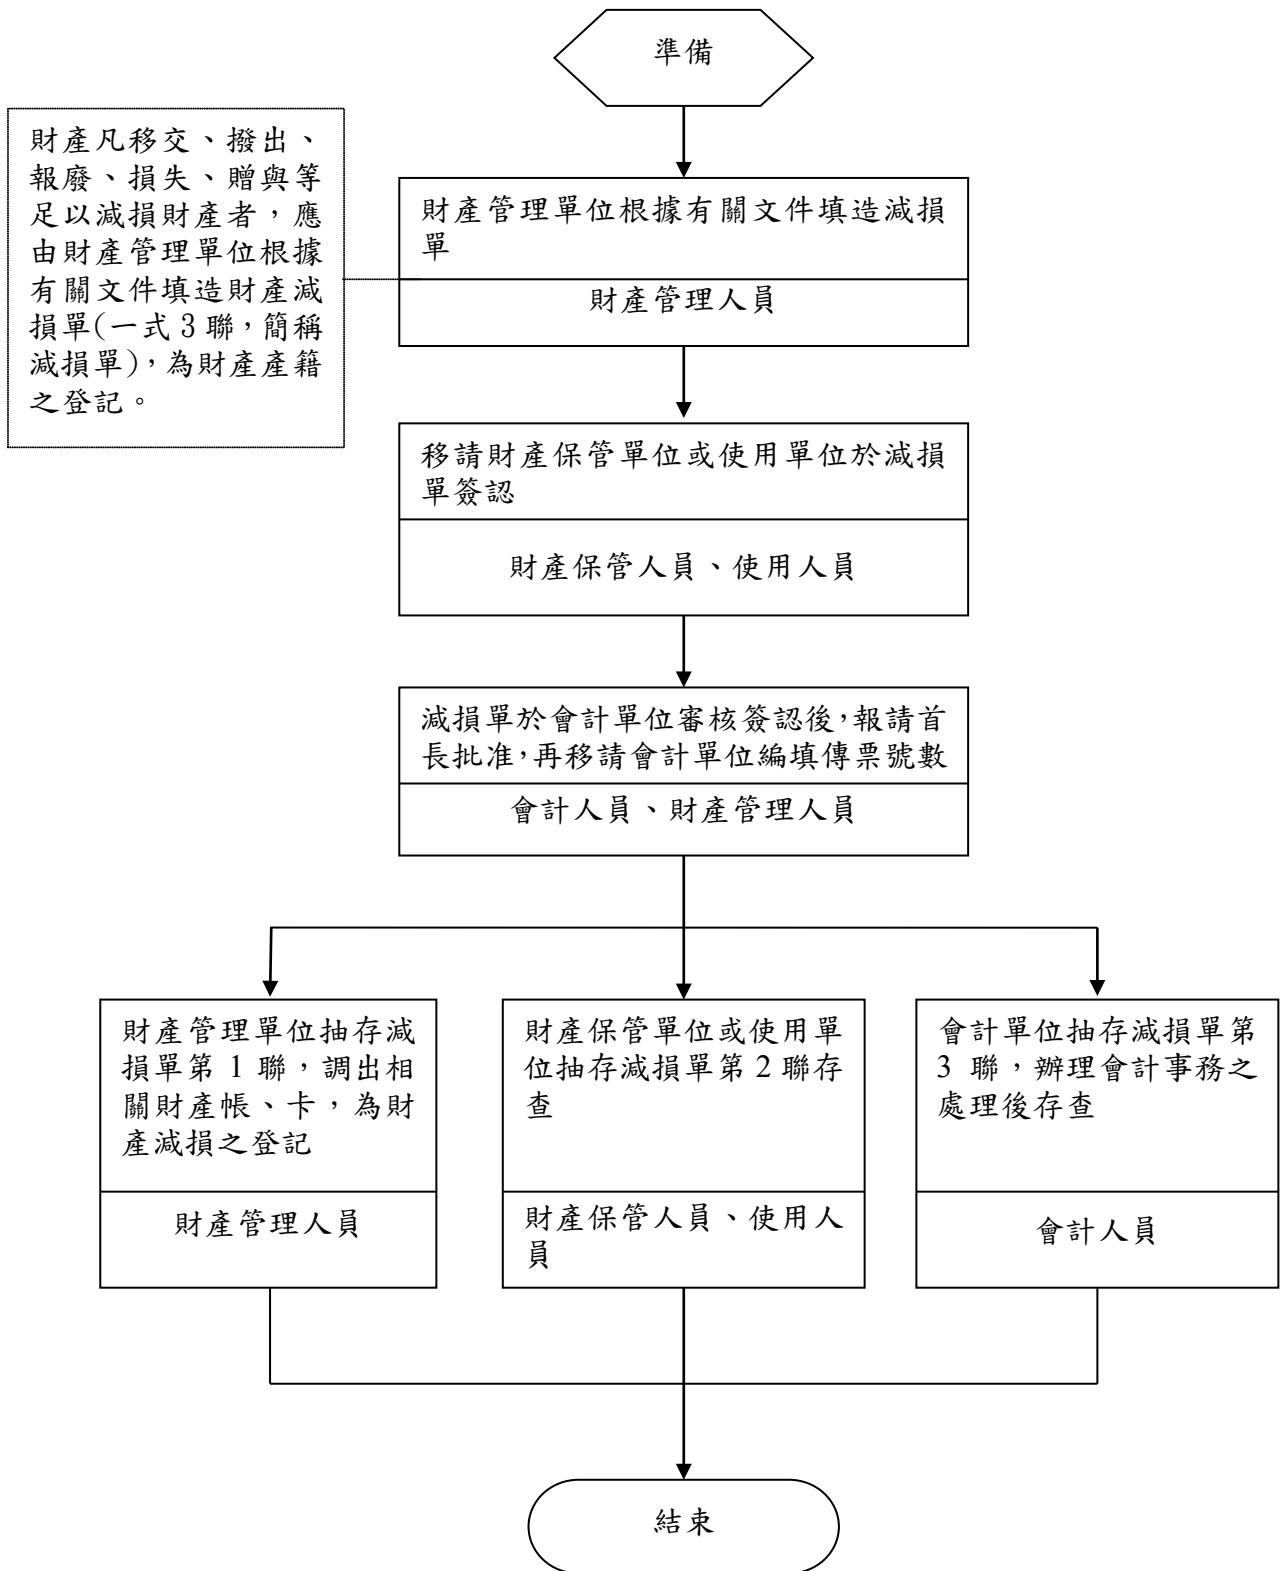 準備
財產凡移交、撥出、
報廢、損失、贈與等
足以減損財產者，應
由財產管理單位根據
有關文件填造財產減
損單(一式 3 聯，簡稱
減損單)，為財產產籍
之登記。
財產管理單位根據有關文件填造減損
單
財產管理人員
移請財產保管單位或使用單位於減損
單簽認
財產保管人員、使用人員
減損單於會計單位審核簽認後，報請首
長批准，再移請會計單位編填傳票號數
會計人員、財產管理人員
財產管理單位抽存減
損單第 1 聯，調出相
關財產帳、卡，為財
產減損之登記
財產管理人員
財產保管單位或使用單
位抽存減損單第 2 聯存
查
財產保管人員、使用人
員
會計單位抽存減損單第
3 聯，辦理會計事務之
處理後存查
會計人員
結束